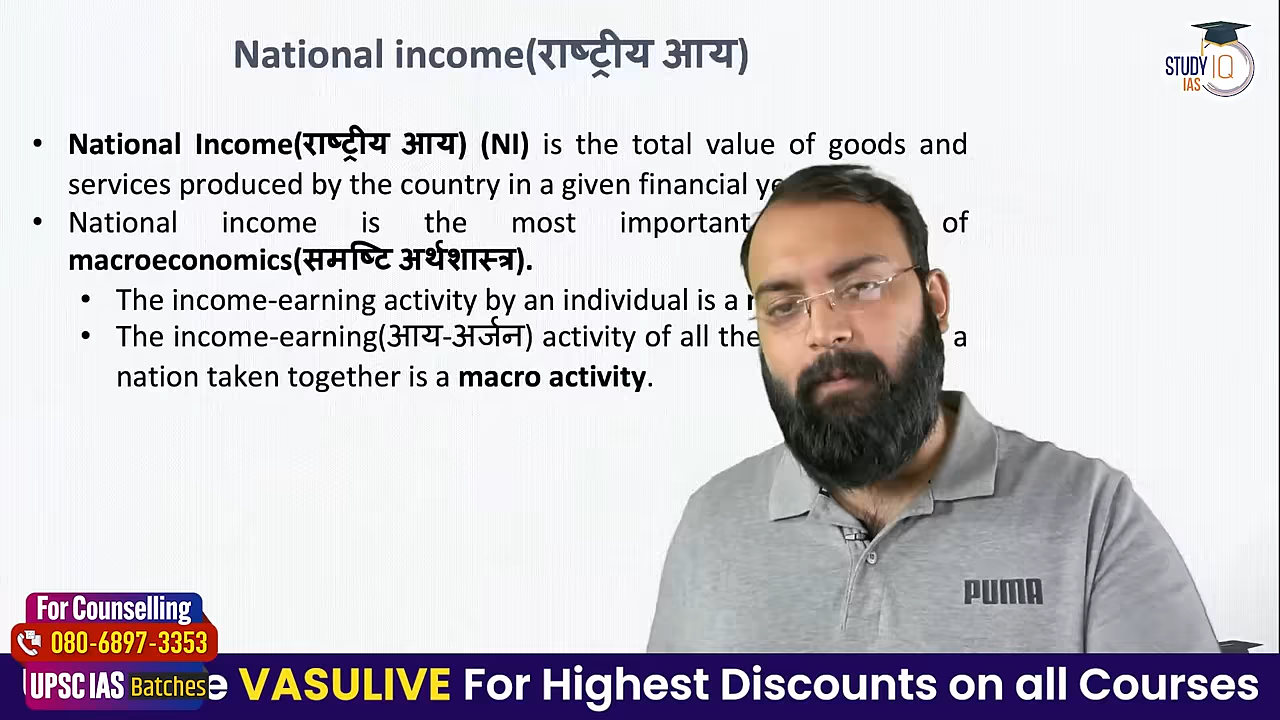 National income(राष्ट्रीय आय)
STUDY IQ
IAS
• National Income(राष्ट्रीय आय) (NI) is the total value of goods and
services produced by the country in a given financial
• National income is the most important of
macroeconomics(समष्टि अर्थशास्त्र).
• The income-earning activity by an individual is a
• The income-earning(आय-अर्जन) activity of all the a
nation taken together is a macro activity.
PUMA
For Counselling
080-6897-3353
UPSC IAS Batches
VASULIVE For Highest Discounts on all Courses